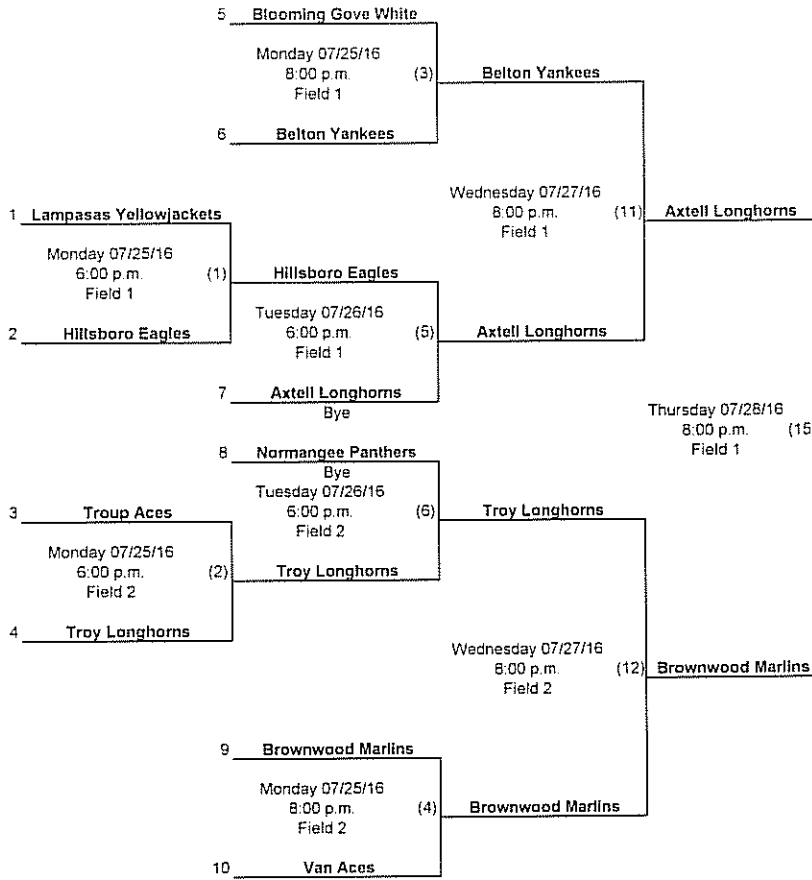 5 Blooming Gove White
Monday 07/25/16
8:00 p.m. (3) Belton Yankees
Field 1
6 Belton Yankees
Wednesday 07/27/16
8:00 p.m. (11) Axtell Longhorns
Field 1
1 Lampasas Yellowjackets
Monday 07/25/16
6:00 p.m. (1) Hillsboro Eagles
Field 1
2 Hillsboro Eagles
Tuesday 07/26/16
6:00 p.m. (5) Axtell Longhorns
Field 1
7 Axtell Longhorns
Bye
Thursday 07/28/16
8:00 p.m. (15
Field 1
8 Normangee Panthers
Bye
Tuesday 07/26/16
6:00 p.m. (6) Troy Longhorns
Field 2
3 Troup Aces
Monday 07/25/16
6:00 p.m. (2) Troy Longhorns
Field 2
4 Troy Longhorns
Wednesday 07/27/16
8:00 p.m. (12) Brownwood Marlins
Field 2
9 Brownwood Marlins
Monday 07/25/16
8:00 p.m. (4) Brownwood Marlins
Field 2
10 Van Aces